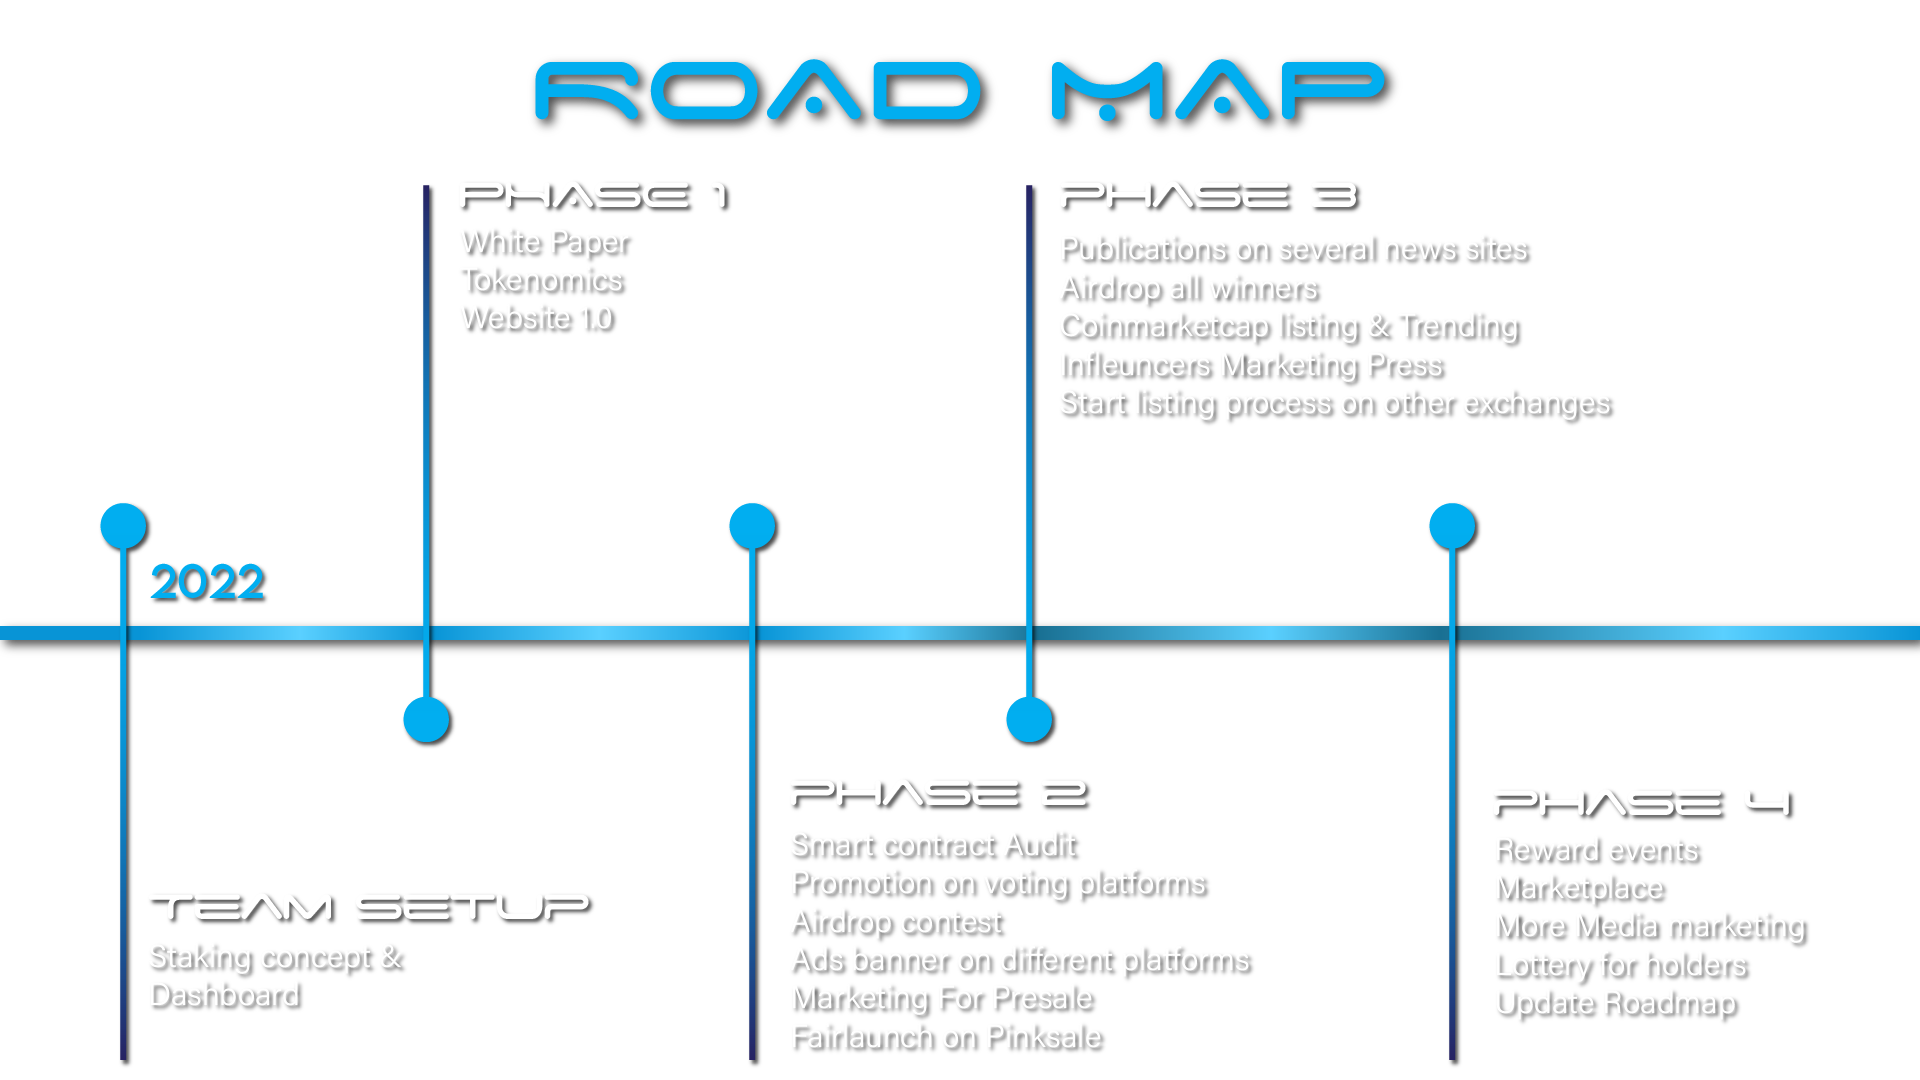 ROAD MAP
PHASE 1
White Paper
Tokenomics
Website 1.0
PHASE 3
Publications on several news sites
Airdrop all winners
Coinmarketcap listing & Trending
Infleuncers Marketing Press
Start listing process on other exchanges
2022
TEAM SETUP
Staking concept &
Dashboard
PHASE 2
Smart contract Audit
Promotion on voting platforms
Airdrop contest
Ads banner on different platforms
Marketing For Presale
Fairlaunch on Pinksale
PHASE 4
Reward events
Marketplace
More Media marketing
Lottery for holders
Update Roadmap